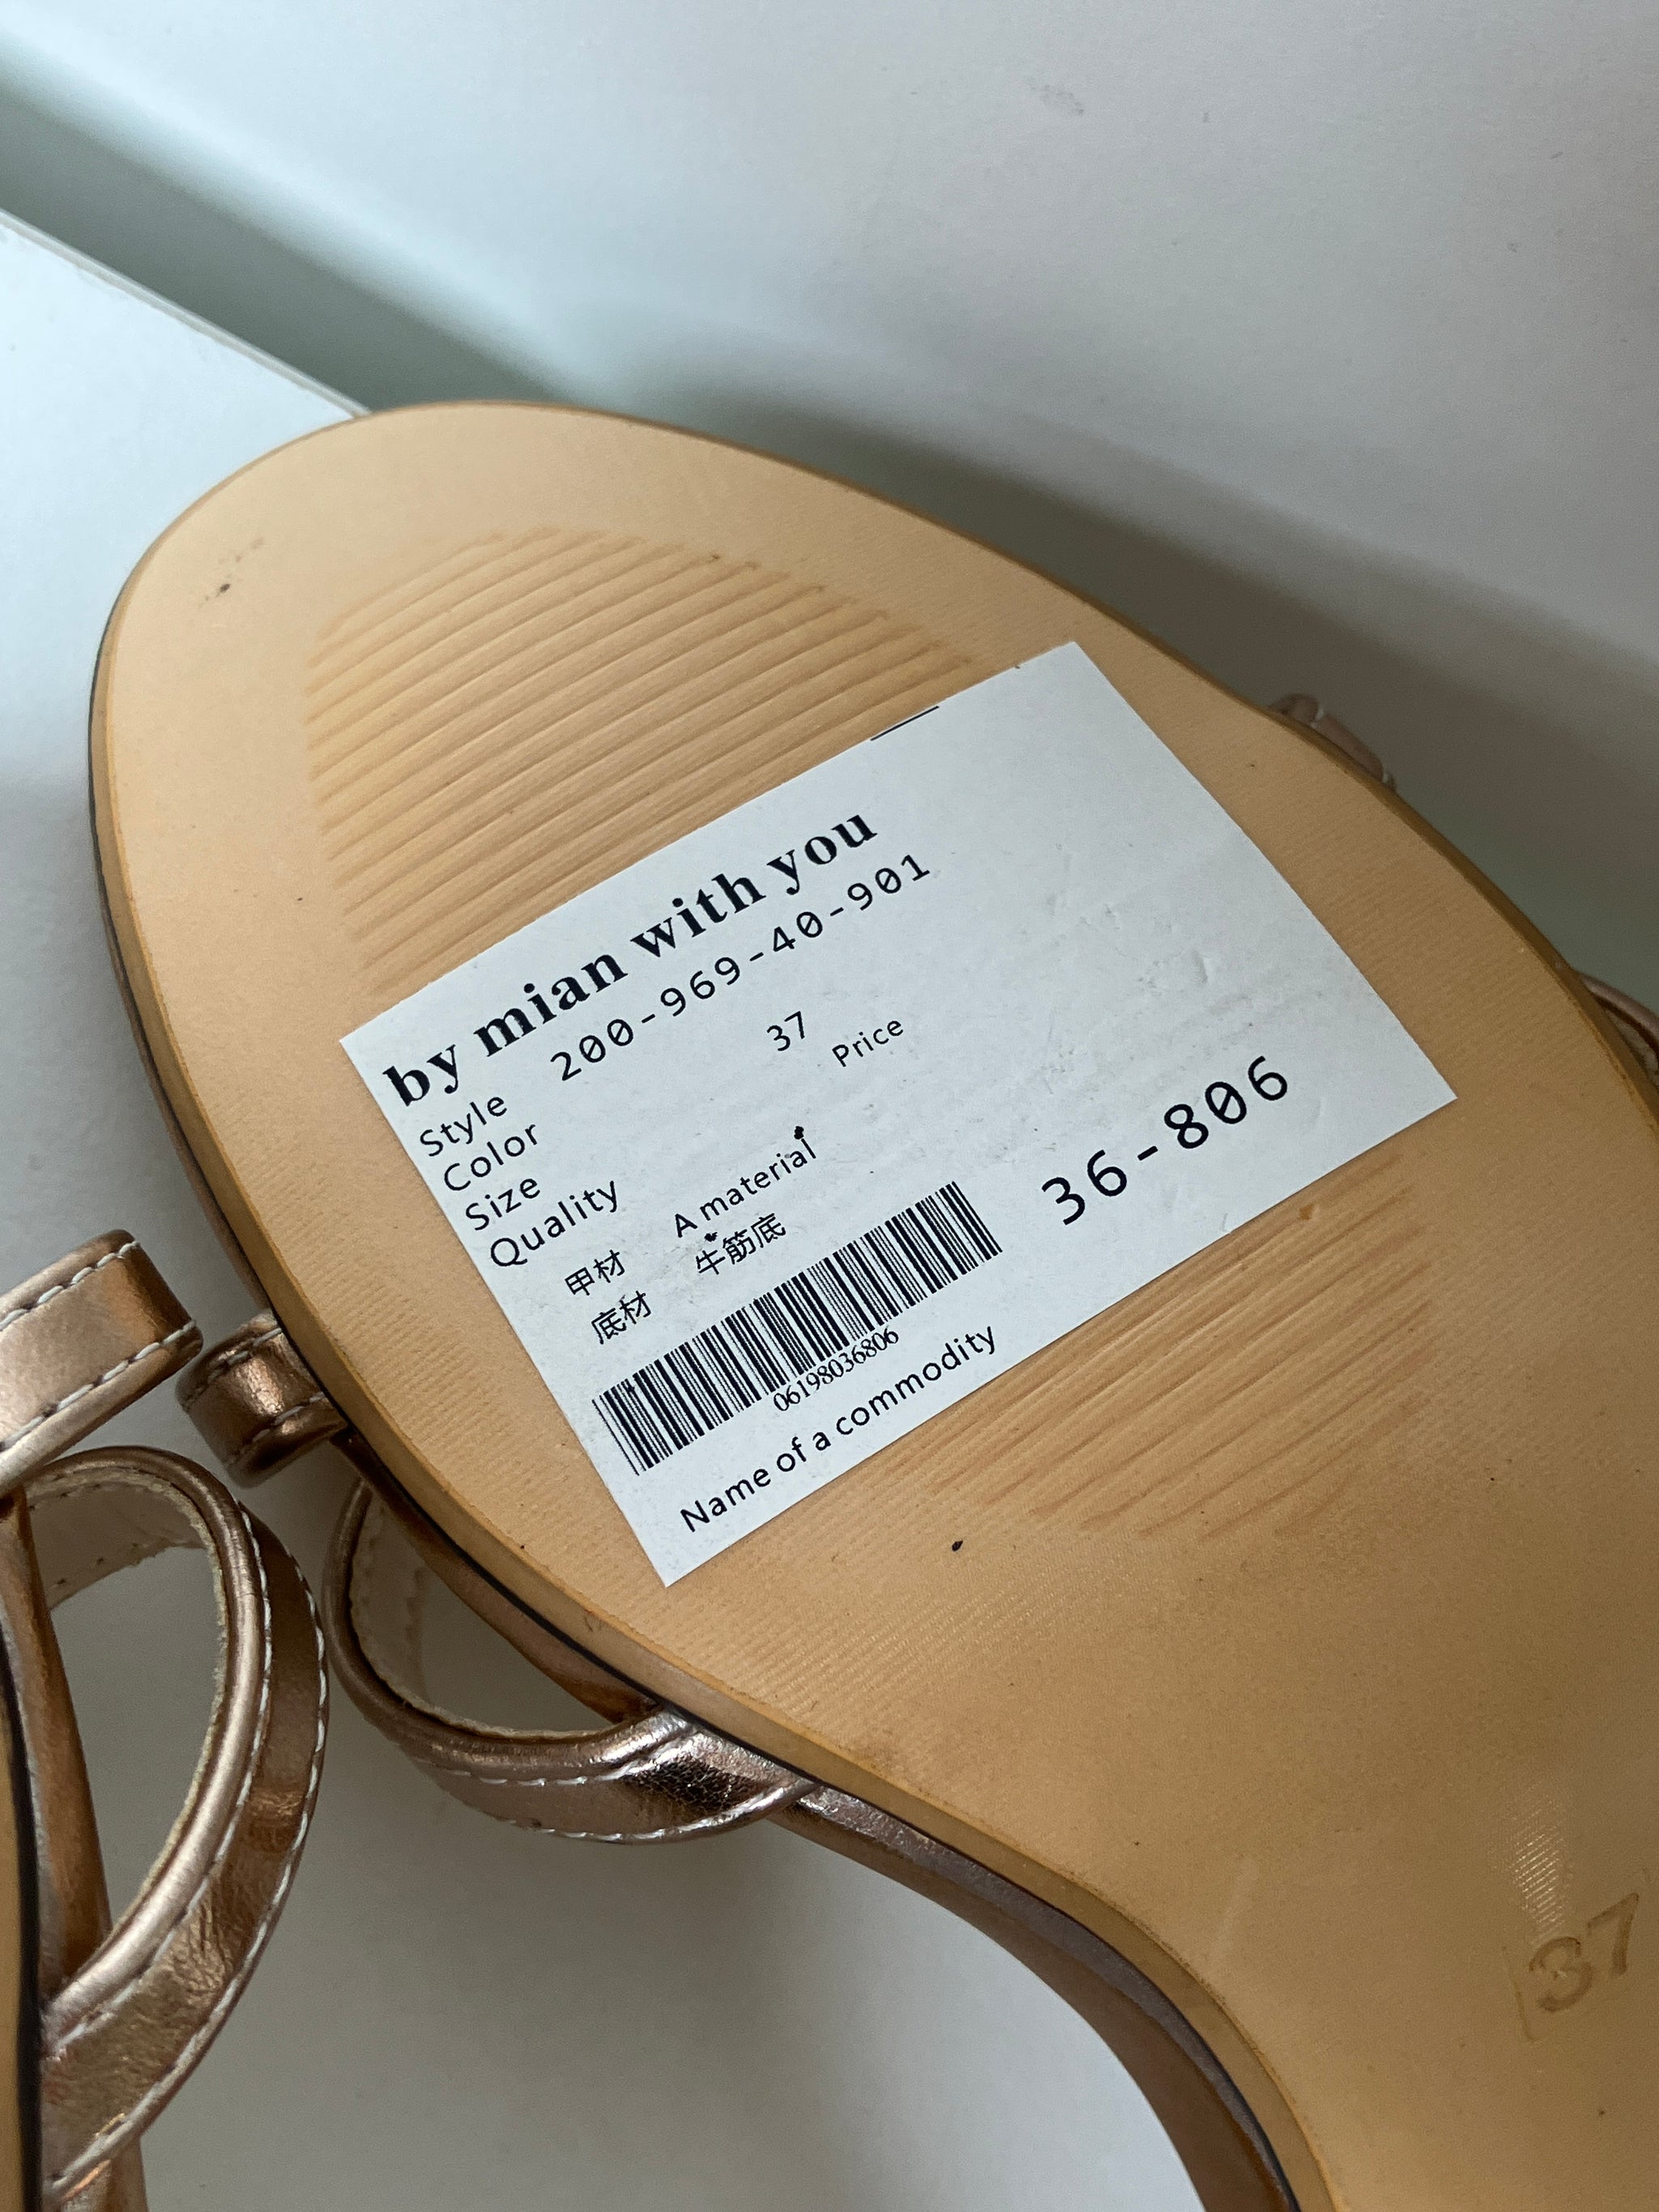 by mian with you
Style 200-969-40-901
Color
Size 37
Quality Price
甲材 A material
底材 牛筋底
06198036806
36-806
Name of a commodity
37